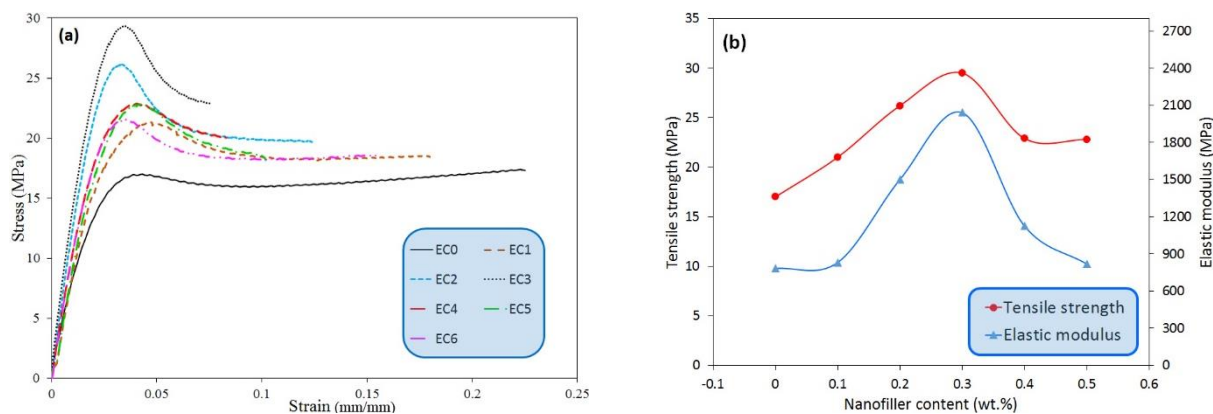 (a)
30
25
20
15
10
5
0
Stress (MPa)
0
0.05
0.1
0.15
0.2
0.25
Strain (mm/mm)
EC0 EC1
EC2 EC3
EC4 EC5
EC6
(b)
35
30
25
20
15
10
5
0
Tensile strength (MPa)
2700
2400
2100
1800
1500
1200
900
600
300
0
Elastic modulus (MPa)
-0.1 0 0.1 0.2 0.3 0.4 0.5 0.6
Nanofiller content (wt.%)
Tensile strength
Elastic modulus